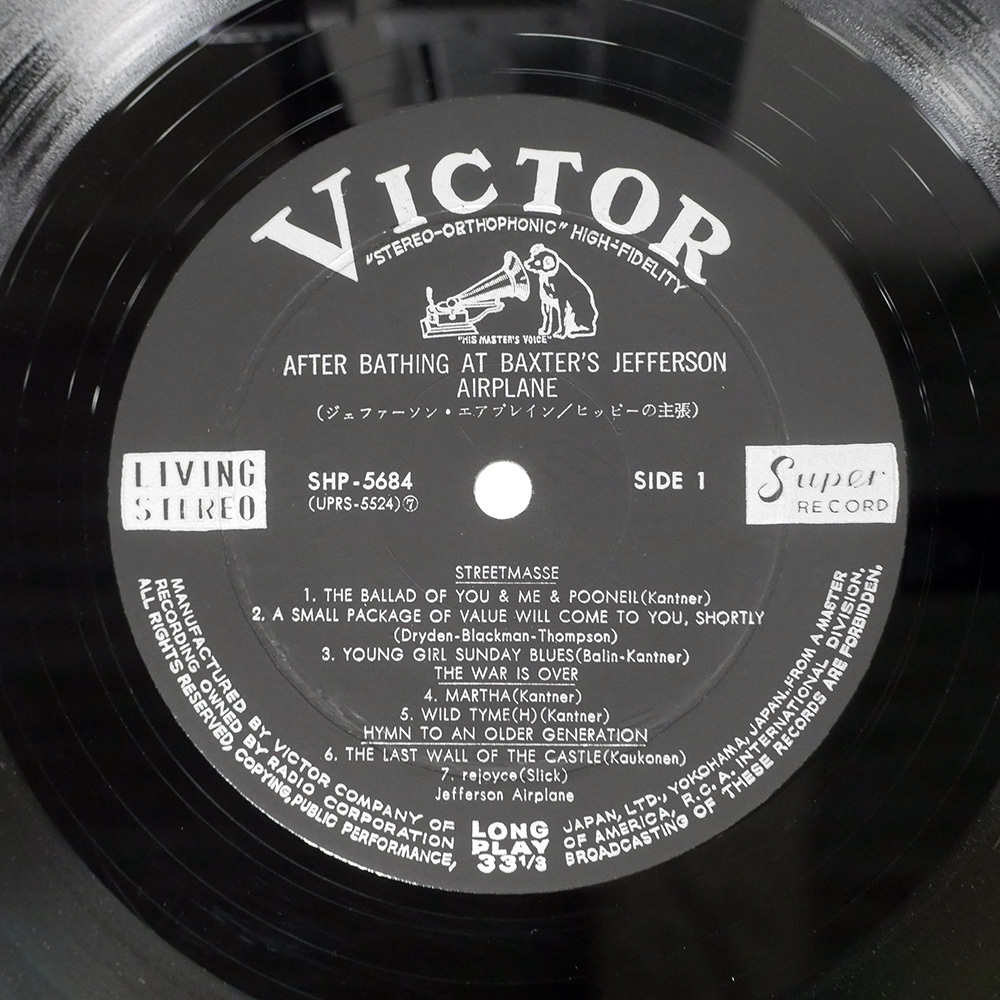 VICTOR
"STEREO-ORTHOPHONIC" HIGH-FIDELITY
"HIS MASTER'S VOICE"
AFTER BATHING AT BAXTER'S JEFFERSON
AIRPLANE
(ジェファーソン・エアプレイン/ヒッピーの主張)
LIVING
STEREO
SHP-5684
(UPRS-5524)⑦
SIDE 1
Super
RECORD
STREETMASSE
1. THE BALLAD OF YOU & ME & POONEIL(Kantner)
2. A SMALL PACKAGE OF VALUE WILL COME TO YOU, SHORTLY
(Dryden-Blackman-Thompson)
3. YOUNG GIRL SUNDAY BLUES(Balin-Kantner)
THE WAR IS OVER
4. MARTHA(Kantner)
5. WILD TYME(H)(Kantner)
HYMN TO AN OLDER GENERATION
6. THE LAST WALL OF THE CASTLE(Kaukonen)
7. rejoyce(Slick)
Jefferson Airplane
MANUFACTURED BY VICTOR COMPANY OF JAPAN, LTD., YOKOHAMA, JAPAN. FROM A MASTER
RECORDING OWNED BY RADIO CORPORATION OF AMERICA, R.C.A. INTERNATIONAL DIVISION,
ALL RIGHTS RESERVED, COPYING, PUBLIC PERFORMANCE, BROADCASTING OF THESE RECORDS ARE FORBIDDEN,
LONG
PLAY
33 1/3